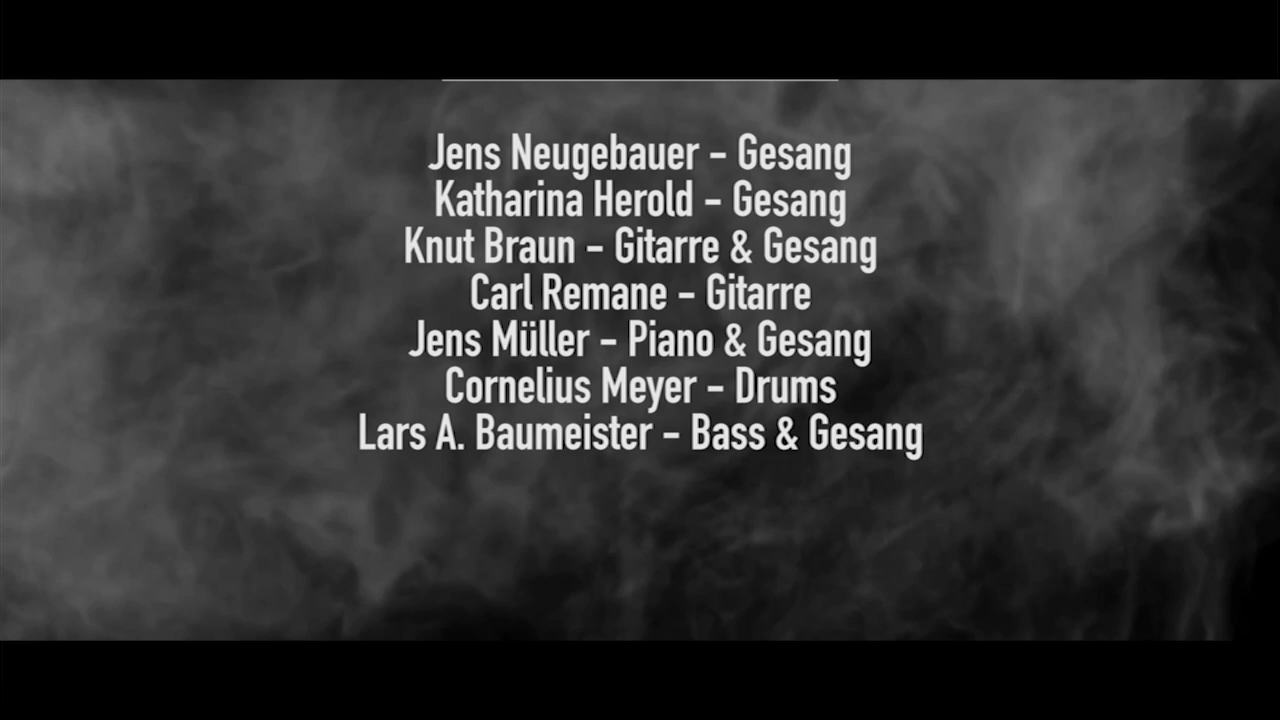 Jens Neugebauer – Gesang
Katharina Herold – Gesang
Knut Braun – Gitarre & Gesang
Carl Remane – Gitarre
Jens Müller – Piano & Gesang
Cornelius Meyer – Drums
Lars A. Baumeister – Bass & Gesang